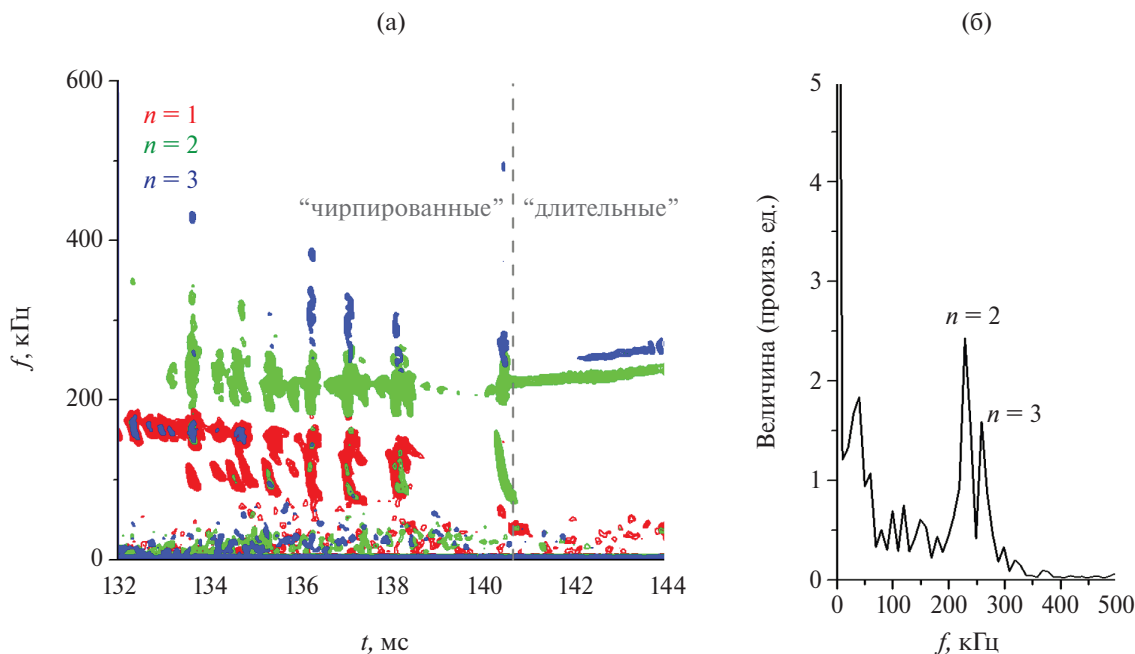 (а)
600
n = 1
n = 2
n = 3
“чирпированные” “длительные”
400
f, кГц
200
0
132 134 136 138 140 142 144
t, мс
(б)
5
4
Величина (произв. ед.)
n = 2
3
n = 3
2
1
0
0 100 200 300 400 500
f, кГц